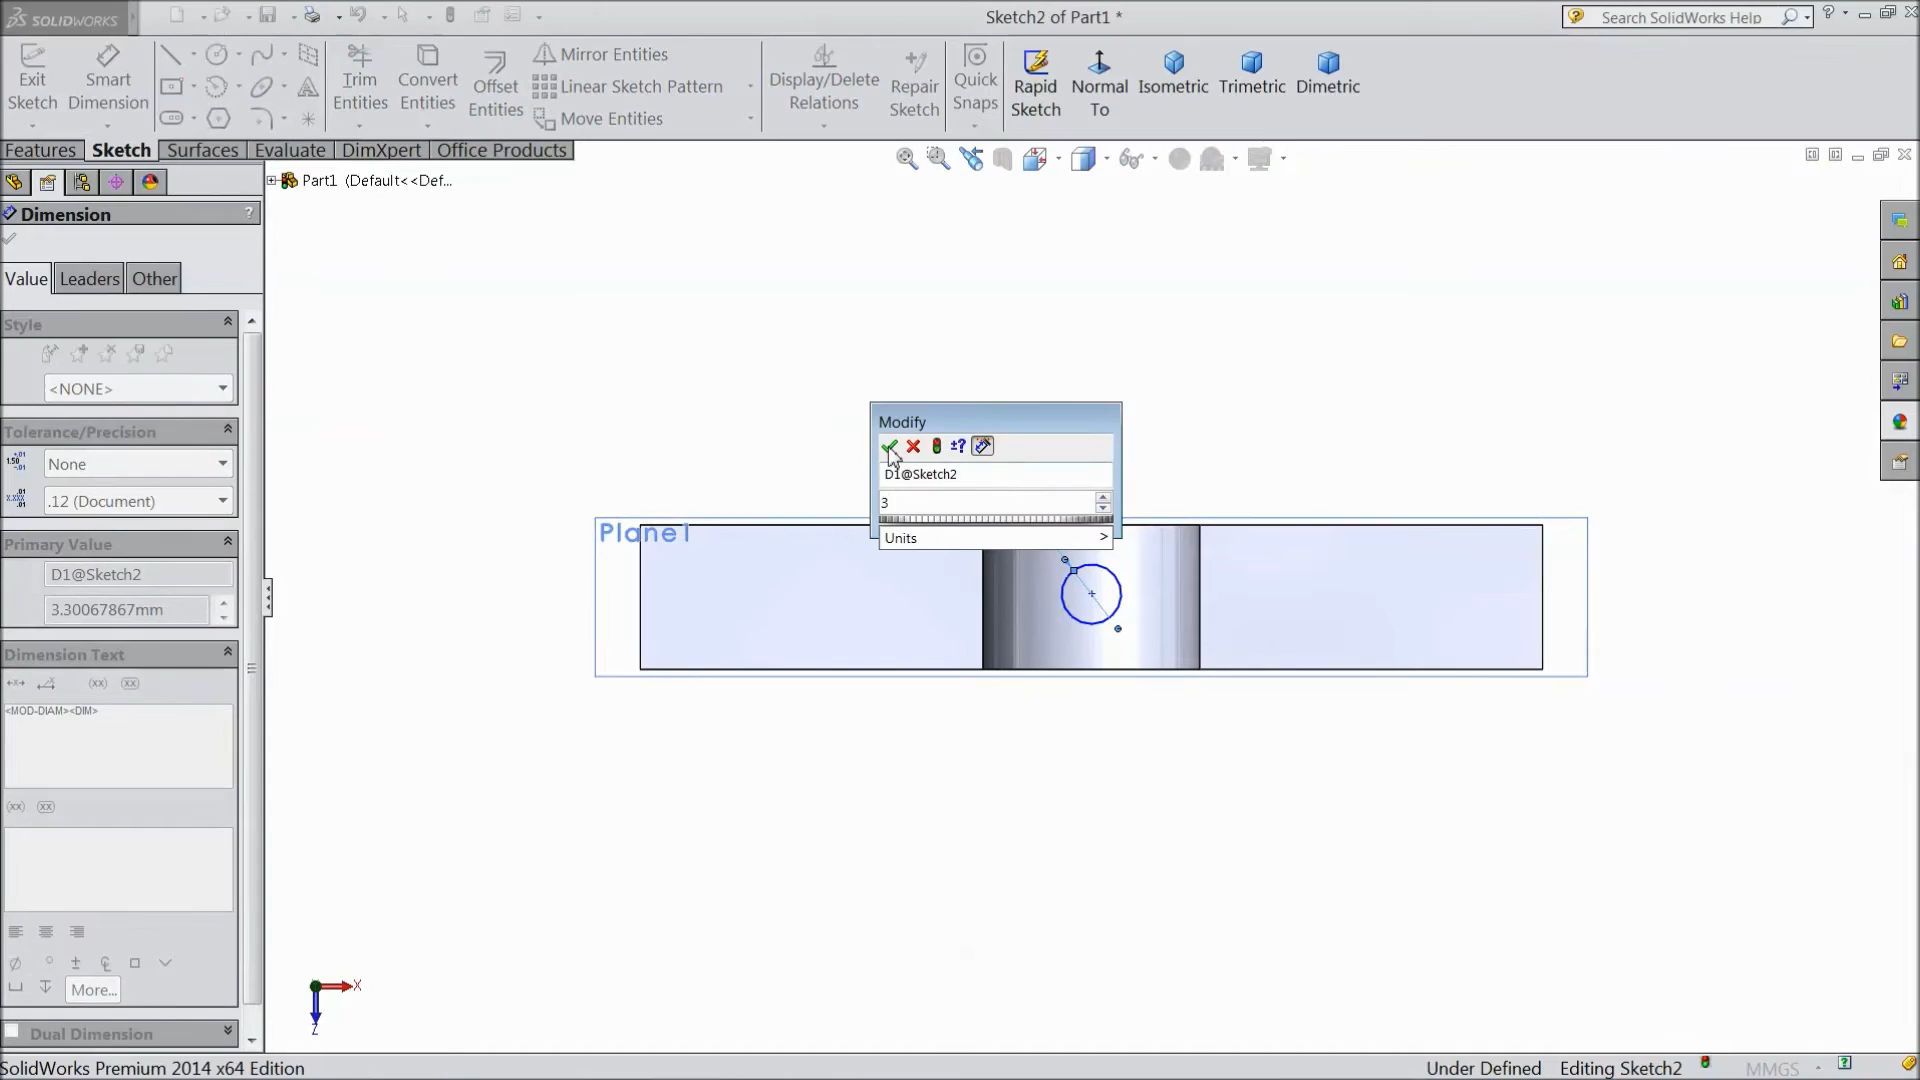 SOLIDWORKS
Sketch2 of Part1 *
Search SolidWorks Help
Exit Sketch
Smart Dimension
Trim Entities
Convert Entities
Offset Entities
Mirror Entities
Linear Sketch Pattern
Move Entities
Display/Delete Relations
Repair Sketch
Quick Snaps
Rapid Sketch
Normal To
Isometric
Trimetric
Dimetric
Features
Sketch
Surfaces
Evaluate
DimXpert
Office Products
Part1 (Default<<Def...
Dimension
?
Value
Leaders
Other
Style
<NONE>
Tolerance/Precision
None
.12 (Document)
Primary Value
D1@Sketch2
3.30067867mm
Dimension Text
<MOD-DIAM><DIM>
More...
Dual Dimension
Modify
±?
D1@Sketch2
3
Units >
Plane1
X
Z
SolidWorks Premium 2014 x64 Edition
Under Defined
Editing Sketch2
MMGS